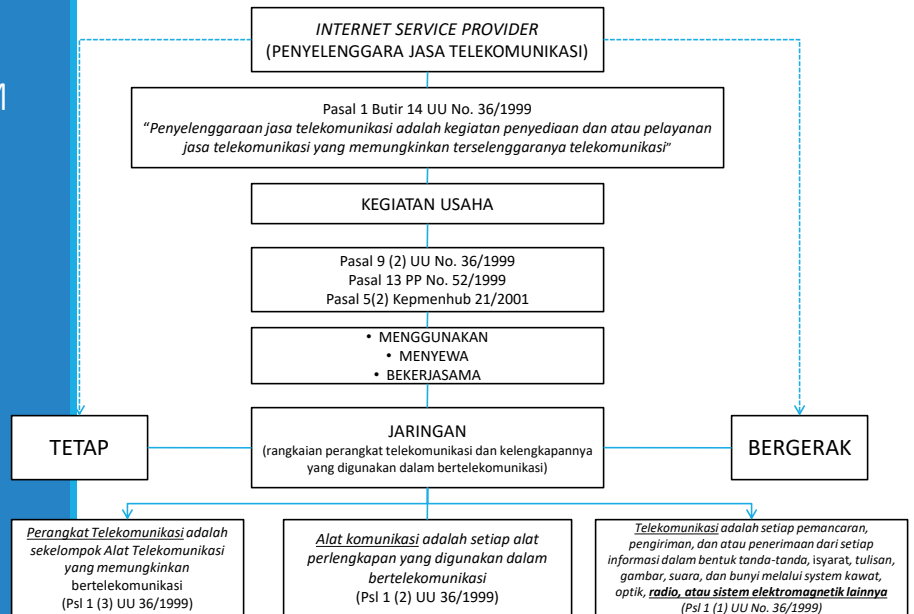 M
INTERNET SERVICE PROVIDER
(PENYELENGGARA JASA TELEKOMUNIKASI)
Pasal 1 Butir 14 UU No. 36/1999
“Penyelenggaraan jasa telekomunikasi adalah kegiatan penyediaan dan atau pelayanan
jasa telekomunikasi yang memungkinkan terselenggaranya telekomunikasi”
KEGIATAN USAHA
Pasal 9 (2) UU No. 36/1999
Pasal 13 PP No. 52/1999
Pasal 5(2) Kepmenhub 21/2001
• MENGGUNAKAN
• MENYEWA
• BEKERJASAMA
TETAP
JARINGAN
(rangkaian perangkat telekomunikasi dan kelengkapannya
yang digunakan dalam bertelekomunikasi)
BERGERAK
Perangkat Telekomunikasi adalah
sekelompok Alat Telekomunikasi
yang memungkinkan
bertelekomunikasi
(Psl 1 (3) UU 36/1999)
Alat komunikasi adalah setiap alat
perlengkapan yang digunakan dalam
bertelekomunikasi
(Psl 1 (2) UU 36/1999)
Telekomunikasi adalah setiap pemancaran,
pengiriman, dan atau penerimaan dari setiap
informasi dalam bentuk tanda-tanda, isyarat, tulisan,
gambar, suara, dan bunyi melalui system kawat,
optik, radio, atau sistem elektromagnetik lainnya
(Psl 1 (1) UU No. 36/1999)